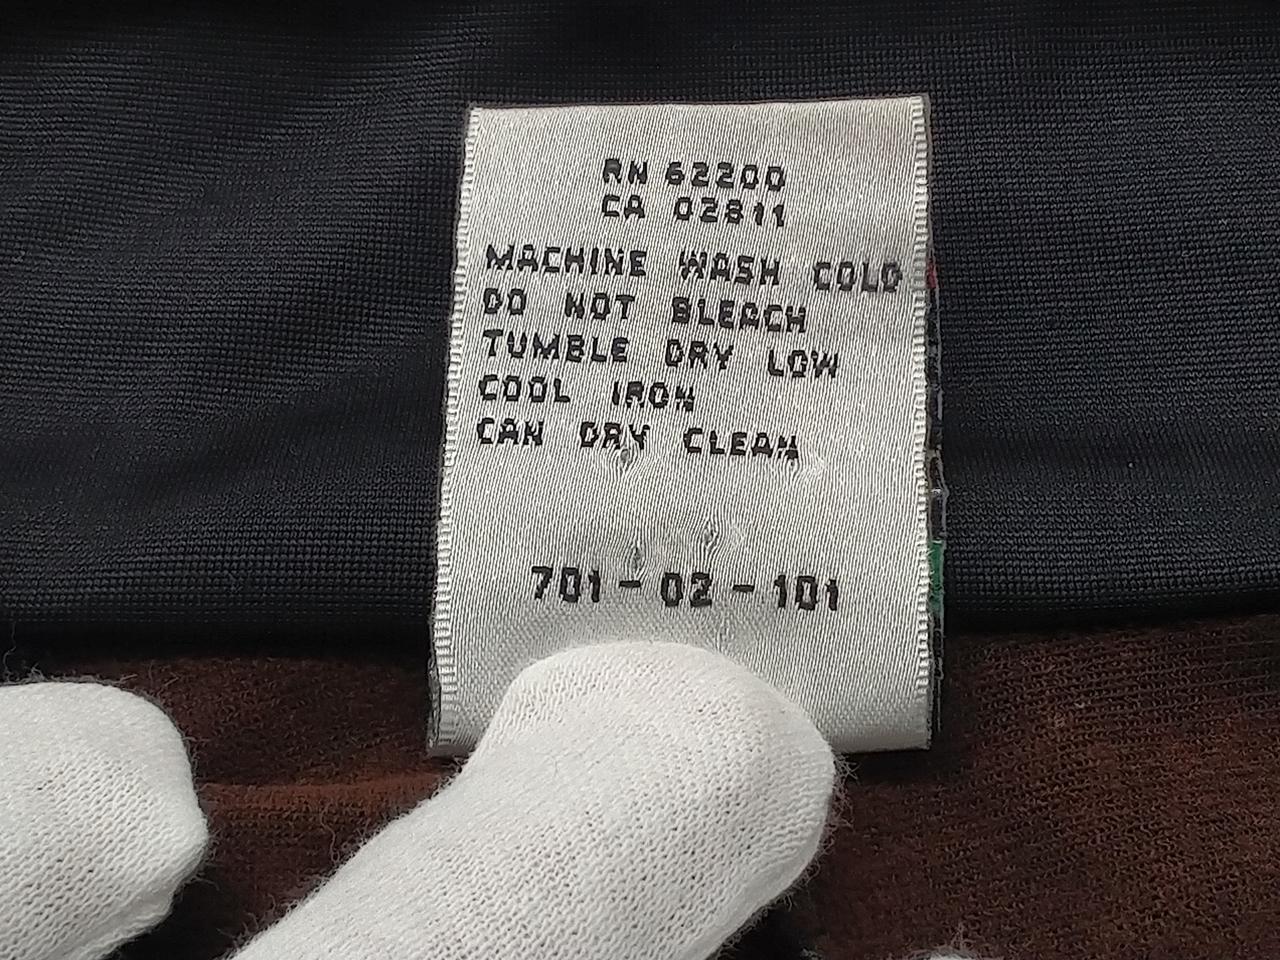 RN 62200
CA 02811
MACHINE WASH COLD
DO NOT BLEACH
TUMBLE DRY LOW
COOL IRON
CAN DRY CLEAN
701-02-101